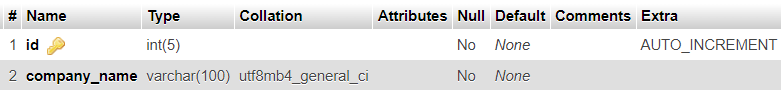 # Name Type Collation Attributes Null Default Comments Extra
1 id int(5) No None AUTO_INCREMENT
2 company_name varchar(100) utf8mb4_general_ci No None